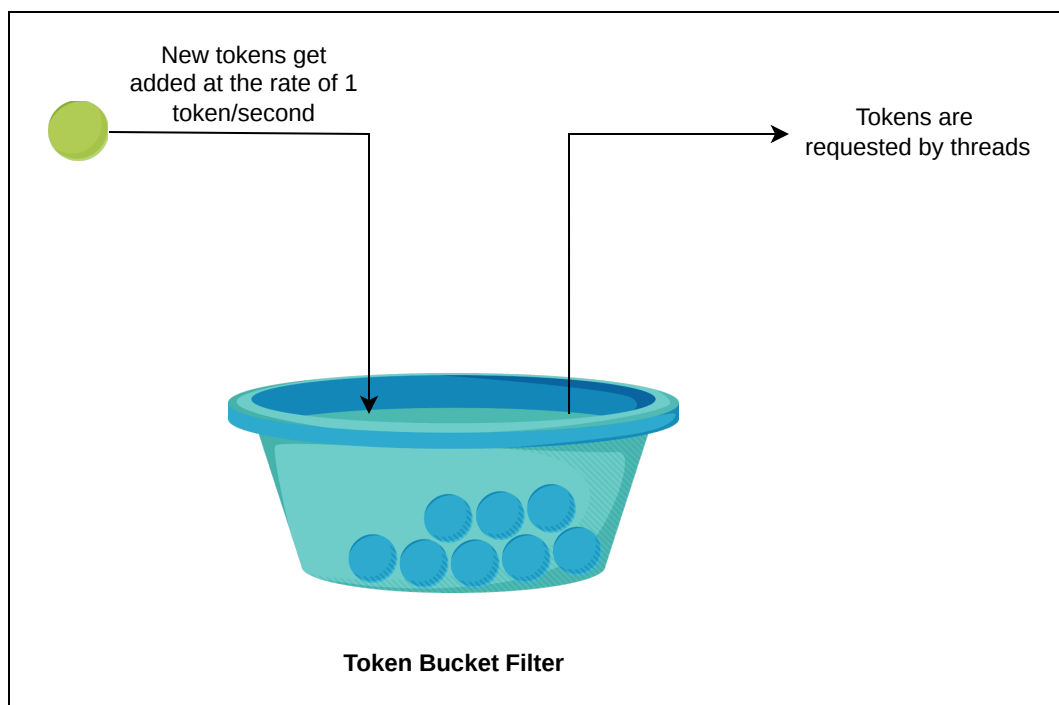 New tokens get
added at the rate of 1
token/second
Tokens are
requested by threads
Token Bucket Filter